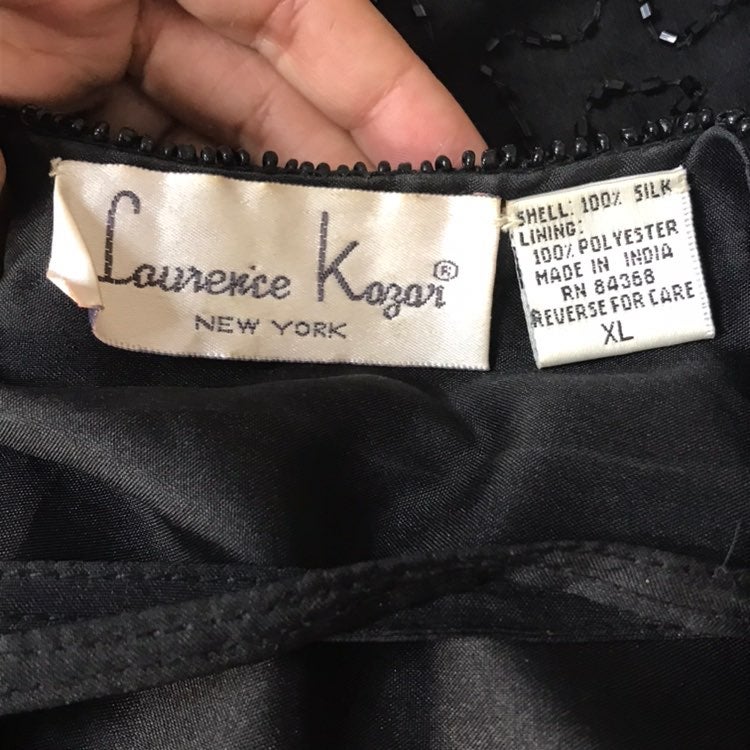 Laurence Kazar®
NEW YORK
SHELL: 100% SILK
LINING:
100% POLYESTER
MADE IN INDIA
RN 84368
REVERSE FOR CARE
XL